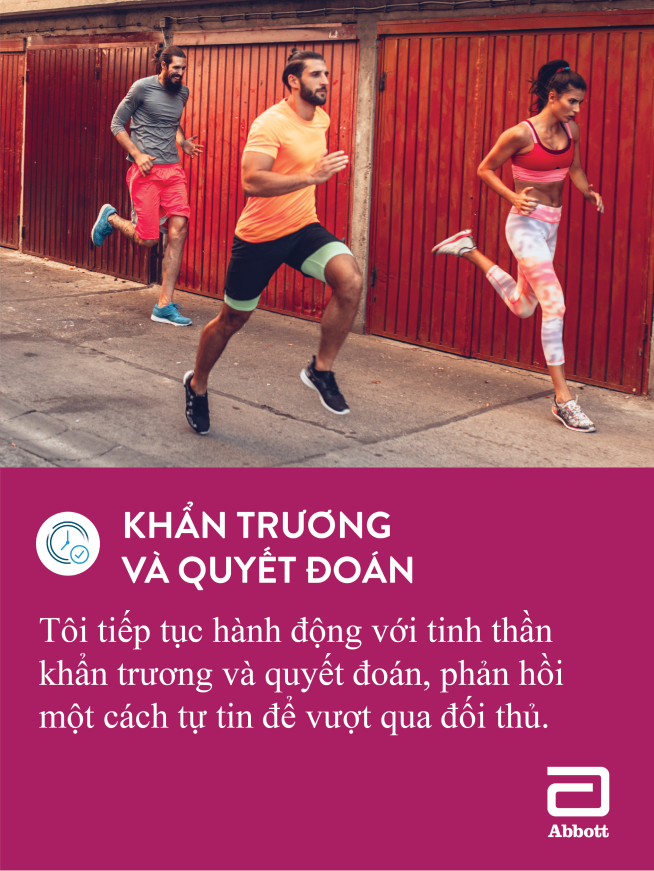 KHẨN TRƯƠNG
VÀ QUYẾT ĐOÁN
Tôi tiếp tục hành động với tinh thần
khẩn trương và quyết đoán, phản hồi
một cách tự tin để vượt qua đối thủ.
Abbott